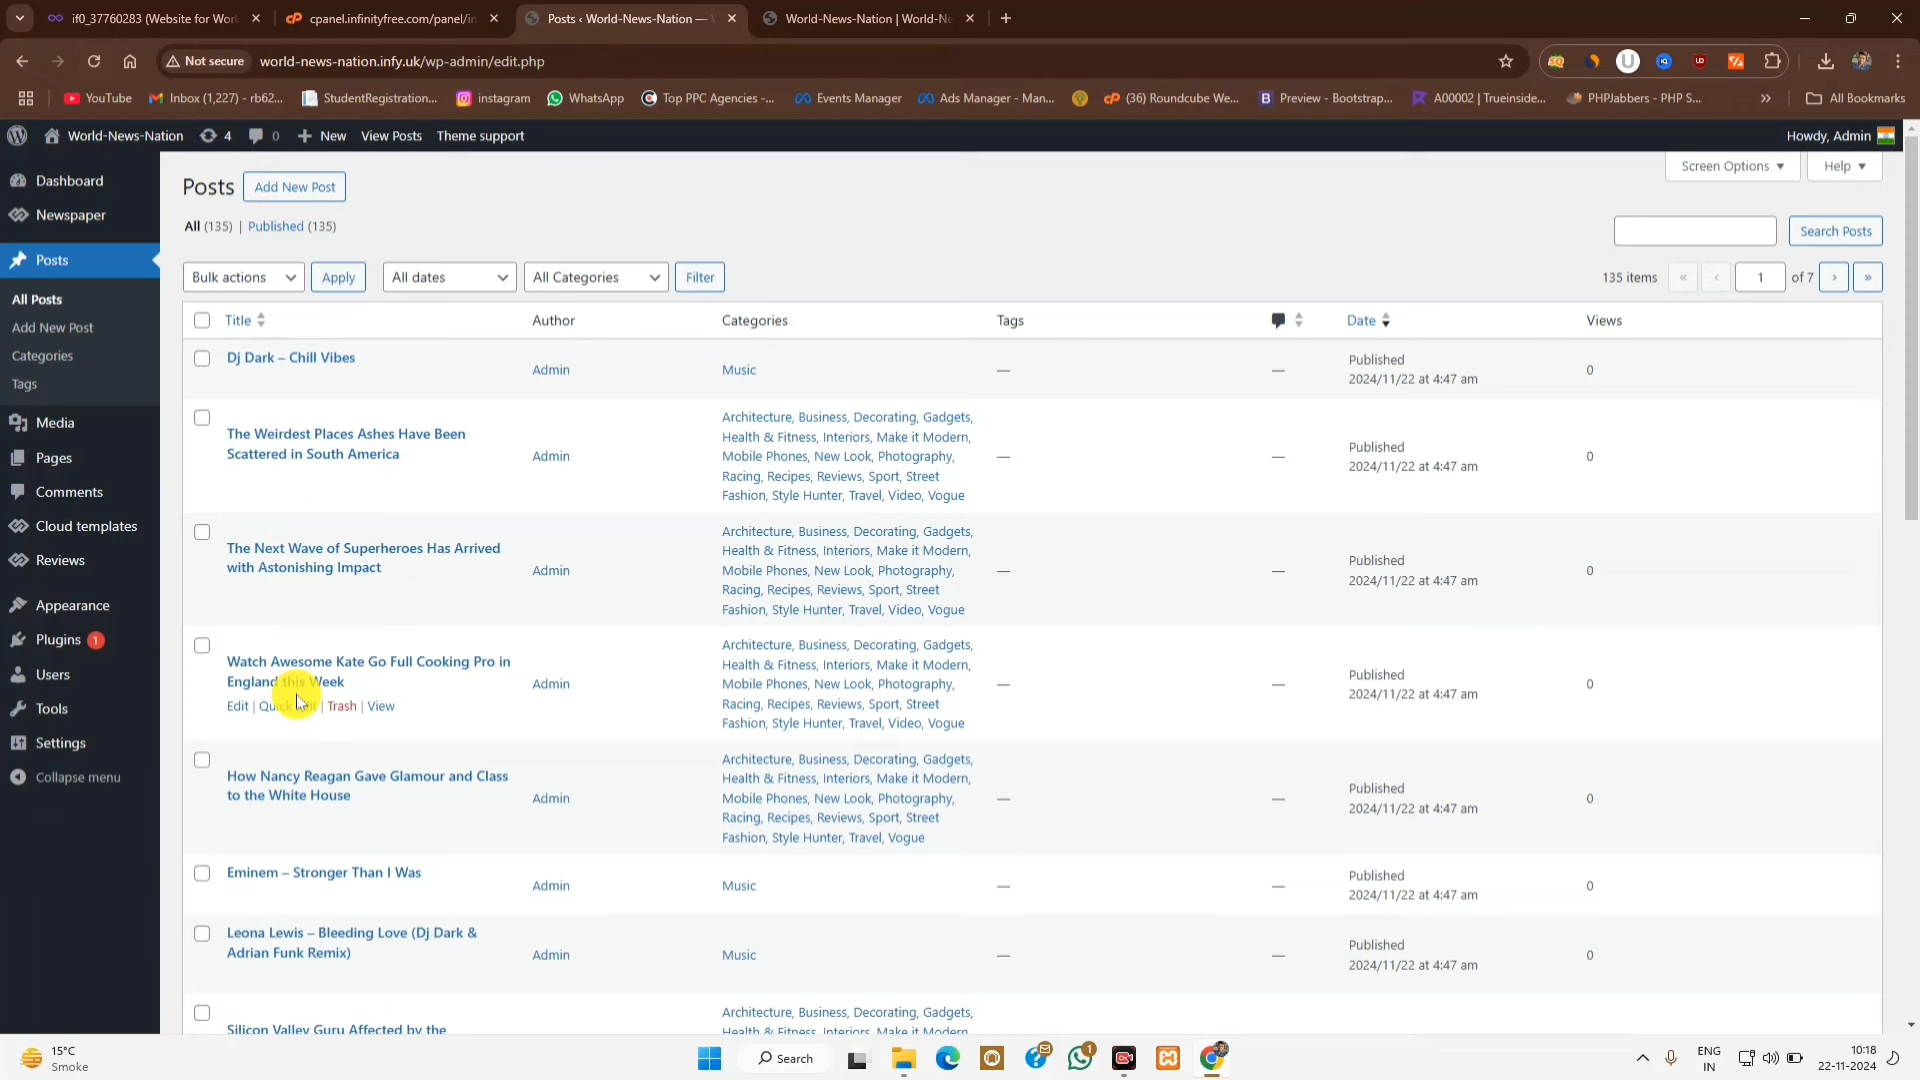 if0_37760283 (Website for Worl
cpanel.infinityfree.com/panel/in
Posts ‹ World-News-Nation —
World-News-Nation | World-Ne
Not secure
world-news-nation.infy.uk/wp-admin/edit.php
YouTube
Inbox (1,227) - rb62...
StudentRegistration...
instagram
WhatsApp
Top PPC Agencies -...
Events Manager
Ads Manager - Man...
(36) Roundcube We...
Preview - Bootstrap...
A00002 | Trueinside...
PHPJabbers - PHP S...
»
All Bookmarks
World-News-Nation
4
0
New
View Posts
Theme support
Howdy, Admin
Dashboard
Newspaper
Posts
All Posts
Add New Post
Categories
Tags
Media
Pages
Comments
Cloud templates
Reviews
Appearance
Plugins 1
Users
Tools
Settings
Collapse menu
Screen Options
Help
Posts
Add New Post
All (135) | Published (135)
Search Posts
Bulk actions
Apply
All dates
All Categories
Filter
135 items
«
‹
1
of 7
›
»
Title
Author
Categories
Tags
Date
Views
Dj Dark – Chill Vibes
Admin
Music
—
—
Published
2024/11/22 at 4:47 am
0
The Weirdest Places Ashes Have Been
Scattered in South America
Admin
Architecture, Business, Decorating, Gadgets,
Health & Fitness, Interiors, Make it Modern,
Mobile Phones, New Look, Photography,
Racing, Recipes, Reviews, Sport, Street
Fashion, Style Hunter, Travel, Video, Vogue
—
—
Published
2024/11/22 at 4:47 am
0
The Next Wave of Superheroes Has Arrived
with Astonishing Impact
Admin
Architecture, Business, Decorating, Gadgets,
Health & Fitness, Interiors, Make it Modern,
Mobile Phones, New Look, Photography,
Racing, Recipes, Reviews, Sport, Street
Fashion, Style Hunter, Travel, Video, Vogue
—
—
Published
2024/11/22 at 4:47 am
0
Watch Awesome Kate Go Full Cooking Pro in
England this Week
Edit | Quick Edit | Trash | View
Admin
Architecture, Business, Decorating, Gadgets,
Health & Fitness, Interiors, Make it Modern,
Mobile Phones, New Look, Photography,
Racing, Recipes, Reviews, Sport, Street
Fashion, Style Hunter, Travel, Video, Vogue
—
—
Published
2024/11/22 at 4:47 am
0
How Nancy Reagan Gave Glamour and Class
to the White House
Admin
Architecture, Business, Decorating, Gadgets,
Health & Fitness, Interiors, Make it Modern,
Mobile Phones, New Look, Photography,
Racing, Recipes, Reviews, Sport, Street
Fashion, Style Hunter, Travel, Vogue
—
—
Published
2024/11/22 at 4:47 am
0
Eminem – Stronger Than I Was
Admin
Music
—
—
Published
2024/11/22 at 4:47 am
0
Leona Lewis – Bleeding Love (Dj Dark &
Adrian Funk Remix)
Admin
Music
—
—
Published
2024/11/22 at 4:47 am
0
Silicon Valley Guru Affected by the
Architecture, Business, Decorating, Gadgets,
Health & Fitness, Interiors, Make it Modern,
15°C
Smoke
Search
1
ENG
IN
10:18
22-11-2024